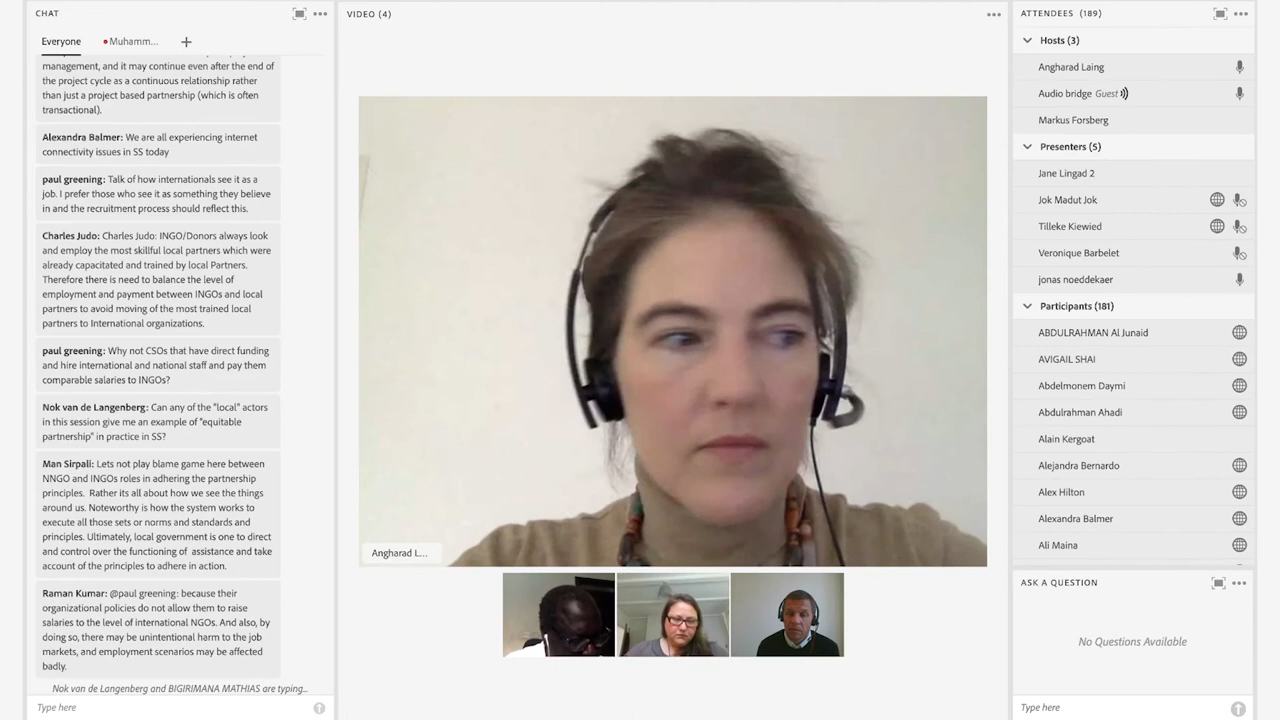 CHAT
Everyone
Muhamm...
management, and it may continue even after the end
of the project cycle as a continuous relationship rather
than just a project based partnership (which is often
transactional).
Alexandra Balmer: We are all experiencing internet
connectivity issues in SS today
paul greening: Talk of how internationals see it as a
job. I prefer those who see it as something they believe
in and the recruitment process should reflect this.
Charles Judo: Charles Judo: INGO/Donors always look
and employ the most skillful local partners which were
already capacitated and trained by local Partners.
Therefore there is need to balance the level of
employment and payment between INGOs and local
partners to avoid moving of the most trained local
partners to International organizations.
paul greening: Why not CSOs that have direct funding
and hire international and national staff and pay them
comparable salaries to INGOs?
Nok van de Langenberg: Can any of the "local" actors
in this session give me an example of "equitable
partnership" in practice in SS?
Man Sirpali: Lets not play blame game here between
NNGO and INGOs roles in adhering the partnership
principles. Rather its all about how we see the things
around us. Noteworthy is how the system works to
execute all those sets or norms and standards and
principles. Ultimately, local government is one to direct
and control over the functioning of assistance and take
account of the principles to adhere in action.
Raman Kumar: @paul greening: because their
organizational policies do not allow them to raise
salaries to the level of international NGOs. And also, by
doing so, there may be unintentional harm to the job
markets, and employment scenarios may be affected
badly.
Nok van de Langenberg and BIGIRIMANA MATHIAS are typing...
Type here
VIDEO (4)
Angharad L...
ATTENDEES (189)
Hosts (3)
Angharad Laing
Audio bridge Guest
Markus Forsberg
Presenters (5)
Jane Lingad 2
Jok Madut Jok
Tilleke Kiewied
Veronique Barbelet
jonas noeddekaer
Participants (181)
ABDULRAHMAN Al Junaid
AVIGAIL SHAI
Abdelmonem Daymi
Abdulrahman Ahadi
Alain Kergoat
Alejandra Bernardo
Alex Hilton
Alexandra Balmer
Ali Maina
ASK A QUESTION
No Questions Available
Type here